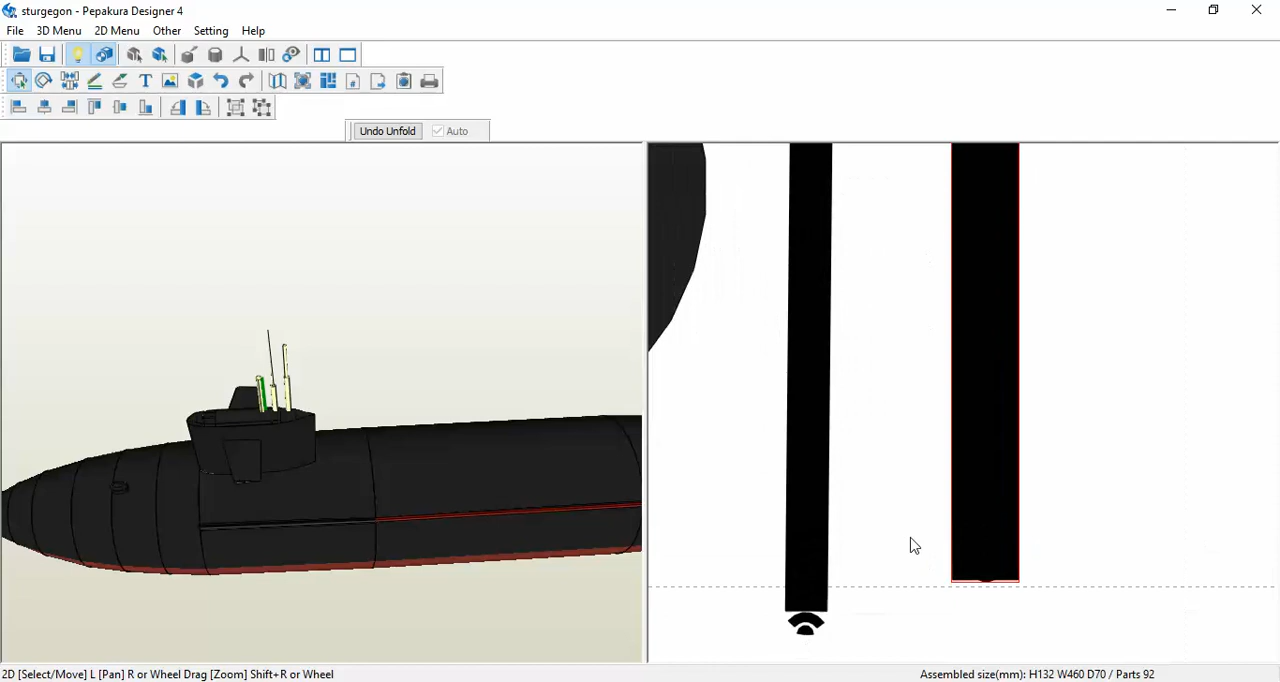 sturgegon - Pepakura Designer 4
File 3D Menu 2D Menu Other Setting Help
Undo Unfold Auto
2D [Select/Move] L [Pan] R or Wheel Drag [Zoom] Shift+R or Wheel Assembled size(mm): H132 W460 D70 / Parts 92